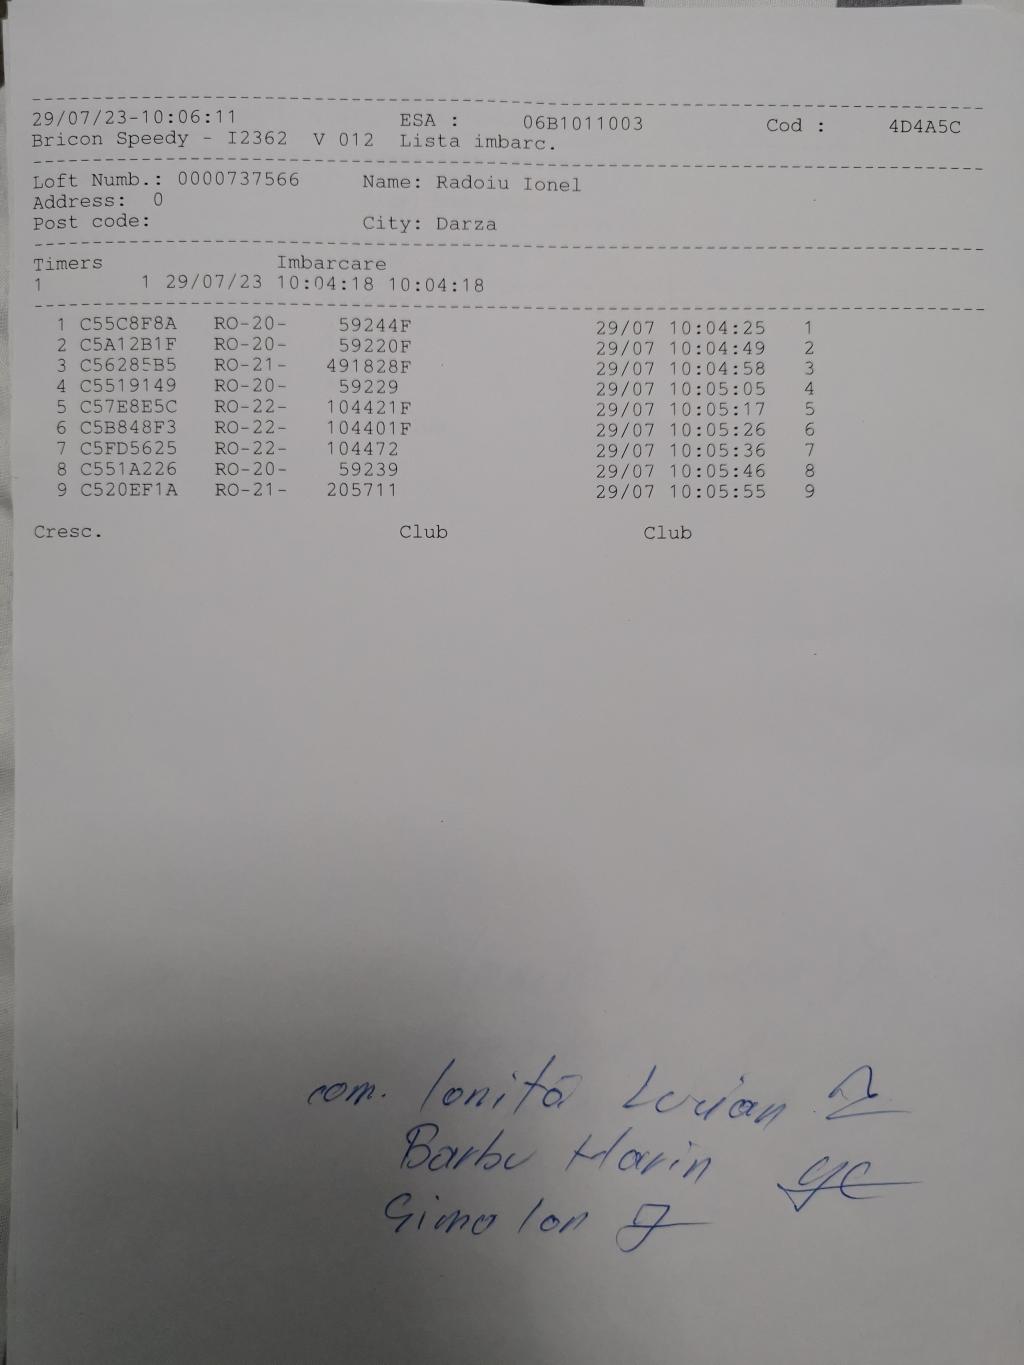 29/07/23-10:06:11 ESA : 06B1011003 Cod : 4D4A5C
Bricon Speedy - I2362 V 012 Lista imbarc.
Loft Numb.: 0000737566 Name: Radoiu Ionel
Address: 0
Post code: City: Darza
Timers Imbarcare
1 1 29/07/23 10:04:18 10:04:18
1 C55C8F8A RO-20- 59244F 29/07 10:04:25 1
2 C5A12B1F RO-20- 59220F 29/07 10:04:49 2
3 C56285B5 RO-21- 491828F 29/07 10:04:58 3
4 C5519149 RO-20- 59229 29/07 10:05:05 4
5 C57E8E5C RO-22- 104421F 29/07 10:05:17 5
6 C5B848F3 RO-22- 104401F 29/07 10:05:26 6
7 C5FD5625 RO-22- 104472 29/07 10:05:36 7
8 C551A226 RO-20- 59239 29/07 10:05:46 8
9 C520EF1A RO-21- 205711 29/07 10:05:55 9
Cresc. Club Club
com. Ioniță
Barbu Marin
Ion